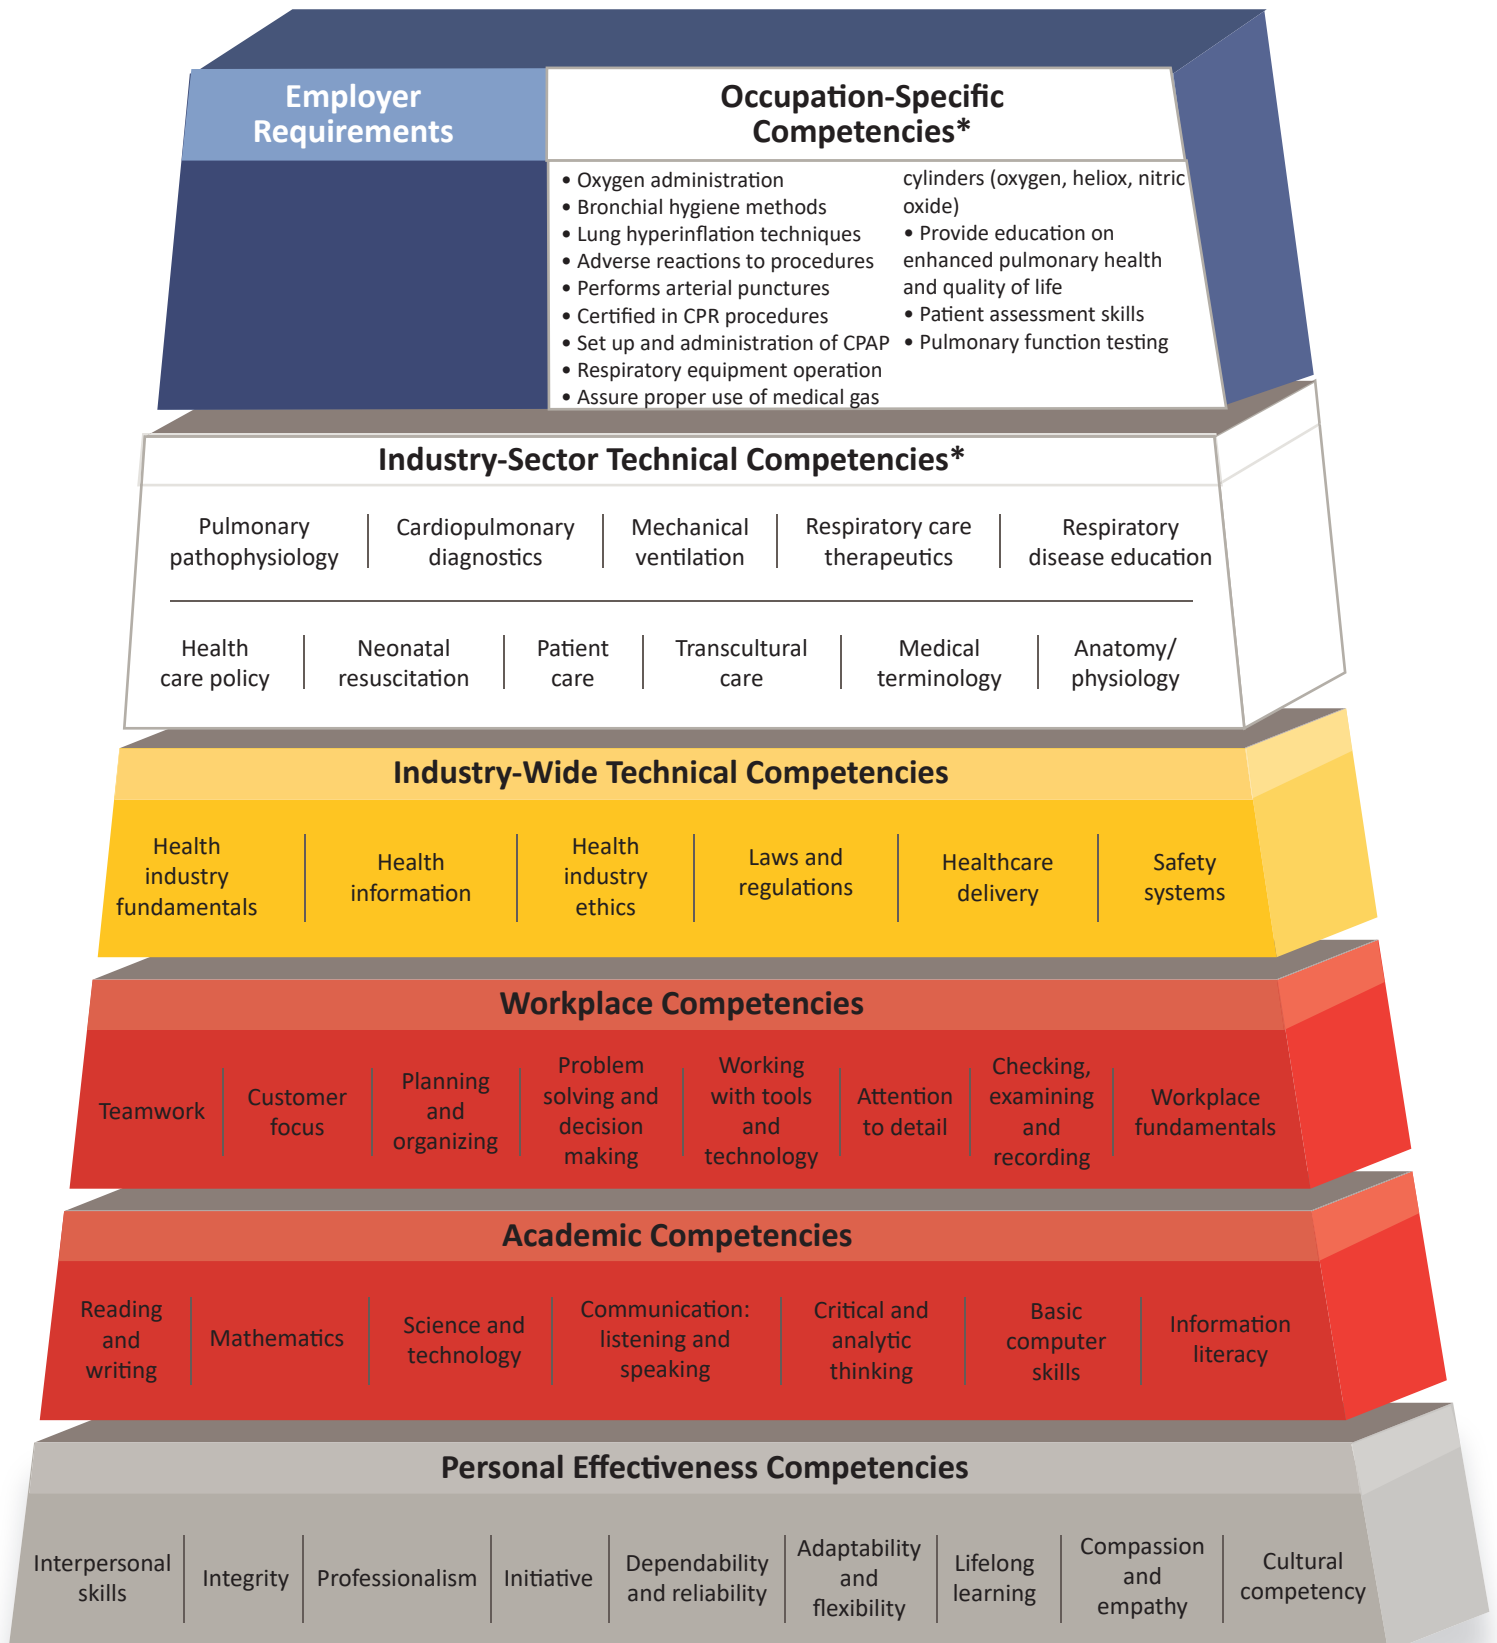 Employer
Requirements
Occupation-Specific
Competencies*
• Oxygen administration
• Bronchial hygiene methods
• Lung hyperinflation techniques
• Adverse reactions to procedures
• Performs arterial punctures
• Certified in CPR procedures
• Set up and administration of CPAP
• Respiratory equipment operation
• Assure proper use of medical gas
cylinders (oxygen, heliox, nitric
oxide)
• Provide education on
enhanced pulmonary health
and quality of life
• Patient assessment skills
• Pulmonary function testing
Industry-Sector Technical Competencies*
Pulmonary
pathophysiology
Cardiopulmonary
diagnostics
Mechanical
ventilation
Respiratory care
therapeutics
Respiratory
disease education
Health
care policy
Neonatal
resuscitation
Patient
care
Transcultural
care
Medical
terminology
Anatomy/
physiology
Industry-Wide Technical Competencies
Health
industry
fundamentals
Health
information
Health
industry
ethics
Laws and
regulations
Healthcare
delivery
Safety
systems
Workplace Competencies
Teamwork
Customer
focus
Planning
and
organizing
Problem
solving and
decision
making
Working
with tools
and
technology
Attention
to detail
Checking,
examining
and
recording
Workplace
fundamentals
Academic Competencies
Reading
and
writing
Mathematics
Science and
technology
Communication:
listening and
speaking
Critical and
analytic
thinking
Basic
computer
skills
Information
literacy
Personal Effectiveness Competencies
Interpersonal
skills
Integrity
Professionalism
Initiative
Dependability
and reliability
Adaptability
and
flexibility
Lifelong
learning
Compassion
and
empathy
Cultural
competency